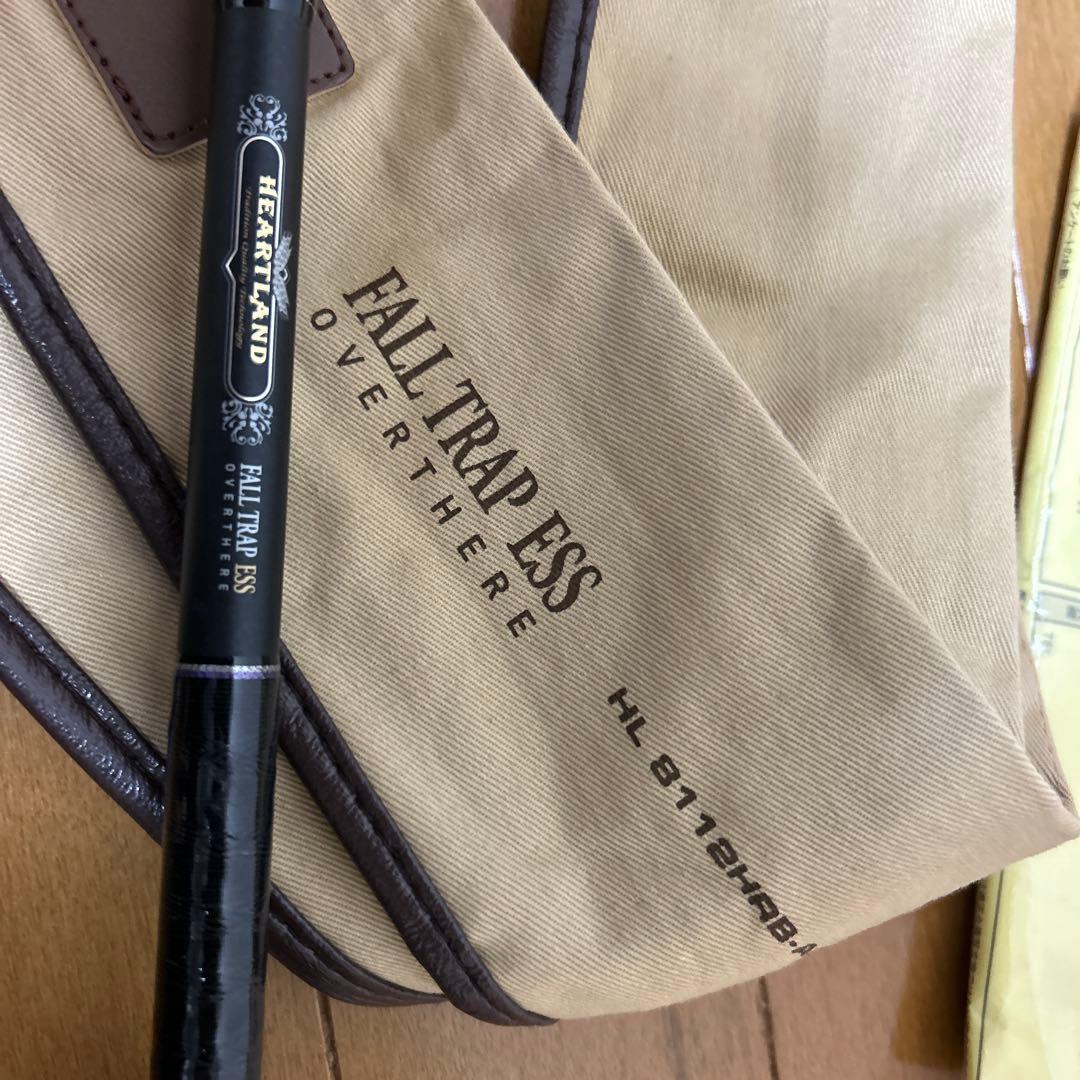 HEARTLAND
Tradition Quality Technology
FALL TRAP ESS
OVERTHERE
FALL TRAP ESS
OVERTHERE
HL 8112HRB-A